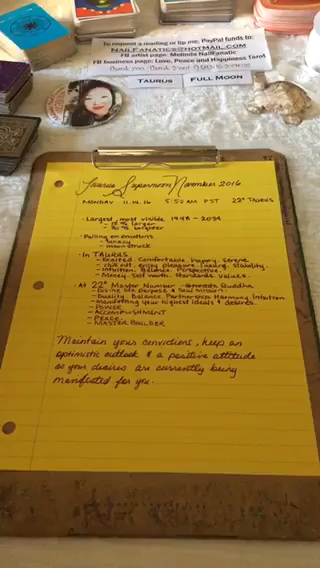 To request a reading or tip me, PayPal funds to:
NAILFANATICS@HOTMAIL.COM
FB artist page: Melinda NailFanatic
FB business page: Love, Peace and Happiness Tarot
TAURUS
FULL MOON
Taurus Supermoon November 2016
MONDAY 11.14.16 5:52 AM PST 22° TAURUS
- Largest, most visible 1948 - 2034
- 15% larger
- 30% brighter
- Pulling on emotions
- lunacy
- moonstruck
- In TAURUS
- Exalted. Comfortable, happy, serene
- chill out, enjoy pleasure, luxury, stability.
- Intuition. Balance. Perspective.
- Money. Self worth. Standards. Values.
- At 22° Master Number Buddha
- Divine life purpose & soul mission
- Duality. Balance. Partnership. Harmony. Intuition
- Manifesting your highest ideals & desires.
- POWER
- ACCOMPLISHMENT
- PEACE
- MASTER BUILDER
Maintain your convictions, keep an
optimistic outlook & a positive attitude
as your desires are currently being
manifested for you.